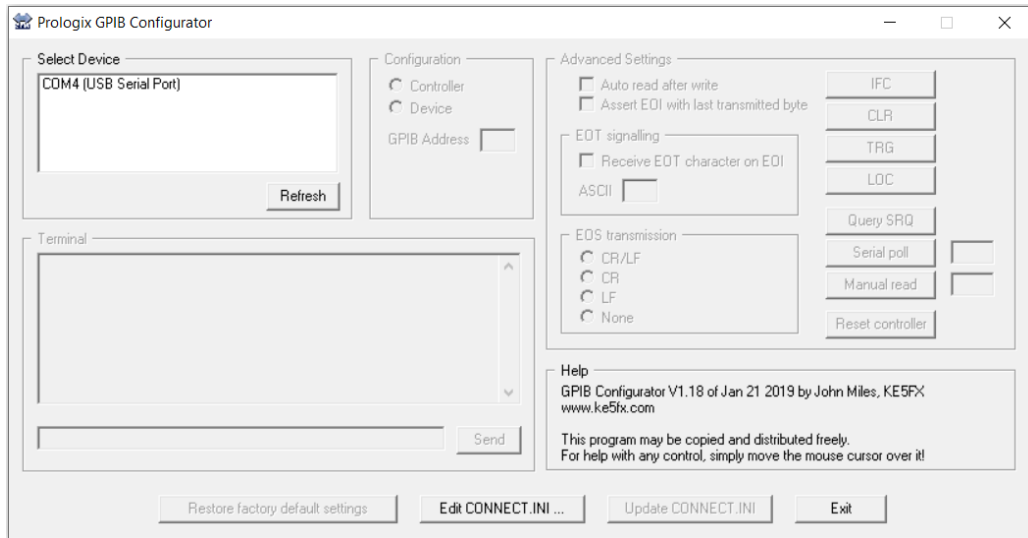 Prologix GPIB Configurator
Select Device
COM4 (USB Serial Port)
Refresh
Configuration
Controller
Device
GPIB Address
Terminal
Send
Advanced Settings
Auto read after write
Assert EOI with last transmitted byte
EOT signalling
Receive EOT character on EOI
ASCII
EOS transmission
CR/LF
CR
LF
None
IFC
CLR
TRG
LOC
Query SRQ
Serial poll
Manual read
Reset controller
Help
GPIB Configurator V1.18 of Jan 21 2019 by John Miles, KE5FX
www.ke5fx.com
This program may be copied and distributed freely.
For help with any control, simply move the mouse cursor over it!
Restore factory default settings
Edit CONNECT.INI ...
Update CONNECT.INI
Exit